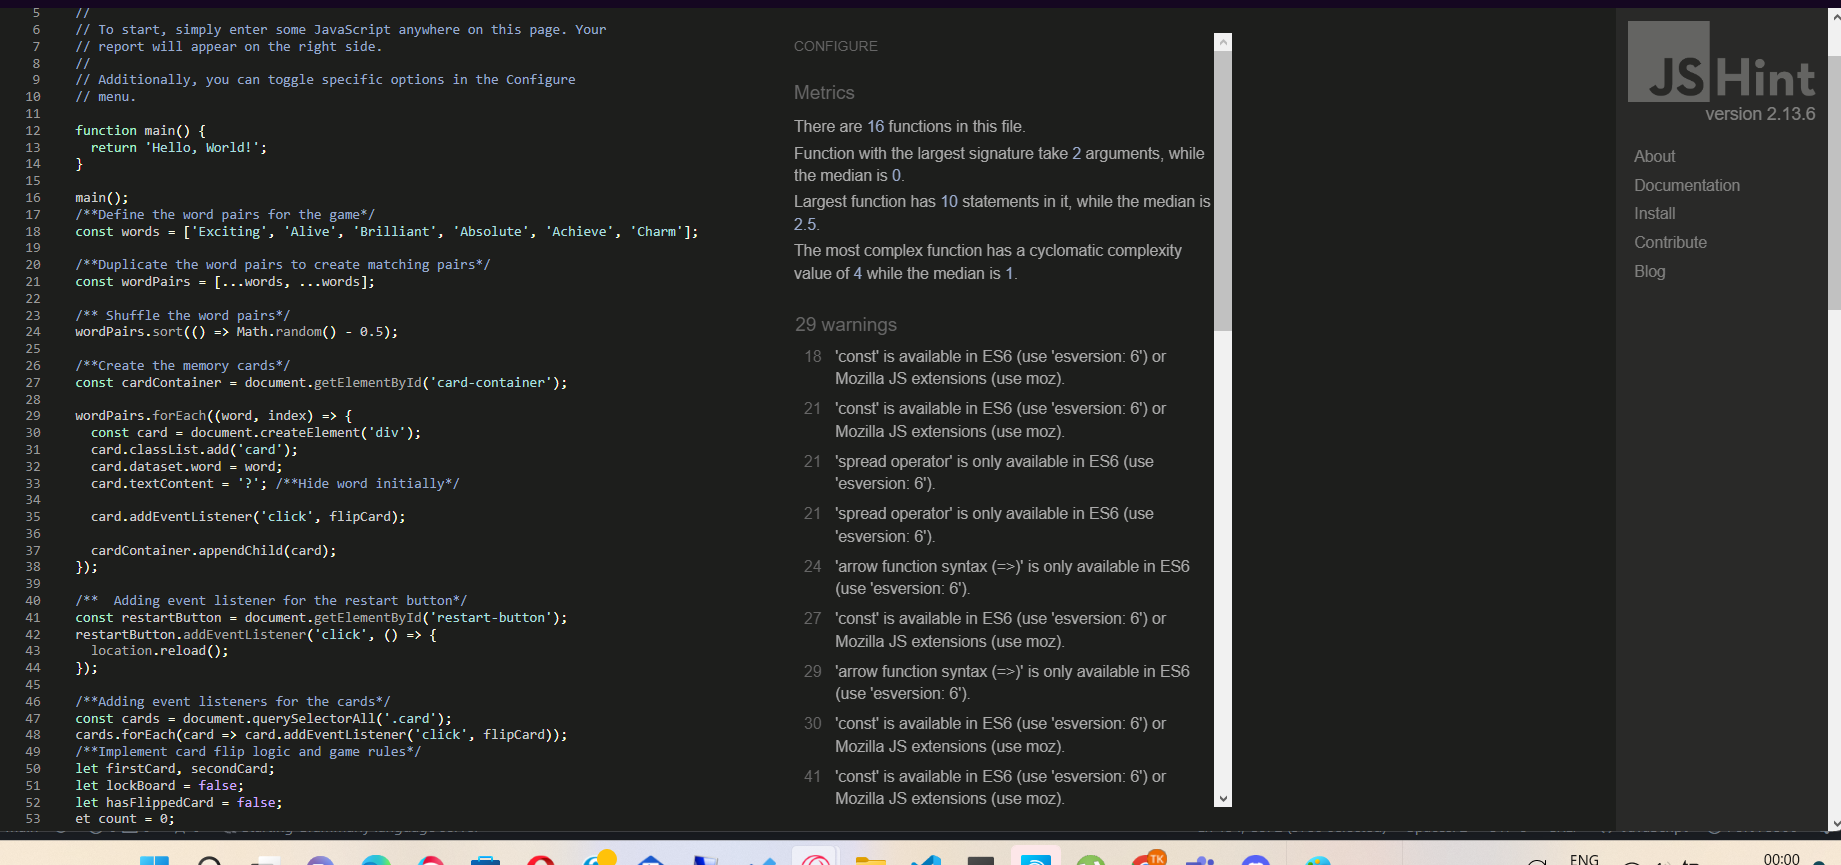 5 //
6 // To start, simply enter some JavaScript anywhere on this page. Your
7 // report will appear on the right side.
8 //
9 // Additionally, you can toggle specific options in the Configure
10 // menu.
11
12 function main() {
13 return 'Hello, World!';
14 }
15
16 main();
17 /**Define the word pairs for the game*/
18 const words = ['Exciting', 'Alive', 'Brilliant', 'Absolute', 'Achieve', 'Charm'];
19
20 /**Duplicate the word pairs to create matching pairs*/
21 const wordPairs = [...words, ...words];
22
23 /** Shuffle the word pairs*/
24 wordPairs.sort(() => Math.random() - 0.5);
25
26 /**Create the memory cards*/
27 const cardContainer = document.getElementById('card-container');
28
29 wordPairs.forEach((word, index) => {
30 const card = document.createElement('div');
31 card.classList.add('card');
32 card.dataset.word = word;
33 card.textContent = '?'; /**Hide word initially*/
34
35 card.addEventListener('click', flipCard);
36
37 cardContainer.appendChild(card);
38 });
39
40 /**  Adding event listener for the restart button*/
41 const restartButton = document.getElementById('restart-button');
42 restartButton.addEventListener('click', () => {
43 location.reload();
44 });
45
46 /**Adding event listeners for the cards*/
47 const cards = document.querySelectorAll('.card');
48 cards.forEach(card => card.addEventListener('click', flipCard));
49 /**Implement card flip logic and game rules*/
50 let firstCard, secondCard;
51 let lockBoard = false;
52 let hasFlippedCard = false;
53 et count = 0;
CONFIGURE
Metrics
There are 16 functions in this file.
Function with the largest signature take 2 arguments, while
the median is 0.
Largest function has 10 statements in it, while the median is
2.5.
The most complex function has a cyclomatic complexity
value of 4 while the median is 1.
29 warnings
18 'const' is available in ES6 (use 'esversion: 6') or
Mozilla JS extensions (use moz).
21 'const' is available in ES6 (use 'esversion: 6') or
Mozilla JS extensions (use moz).
21 'spread operator' is only available in ES6 (use
'esversion: 6').
21 'spread operator' is only available in ES6 (use
'esversion: 6').
24 'arrow function syntax (=>)' is only available in ES6
(use 'esversion: 6').
27 'const' is available in ES6 (use 'esversion: 6') or
Mozilla JS extensions (use moz).
29 'arrow function syntax (=>)' is only available in ES6
(use 'esversion: 6').
30 'const' is available in ES6 (use 'esversion: 6') or
Mozilla JS extensions (use moz).
41 'const' is available in ES6 (use 'esversion: 6') or
Mozilla JS extensions (use moz).
JSHint
version 2.13.6
About
Documentation
Install
Contribute
Blog
TK
ENG
00:00